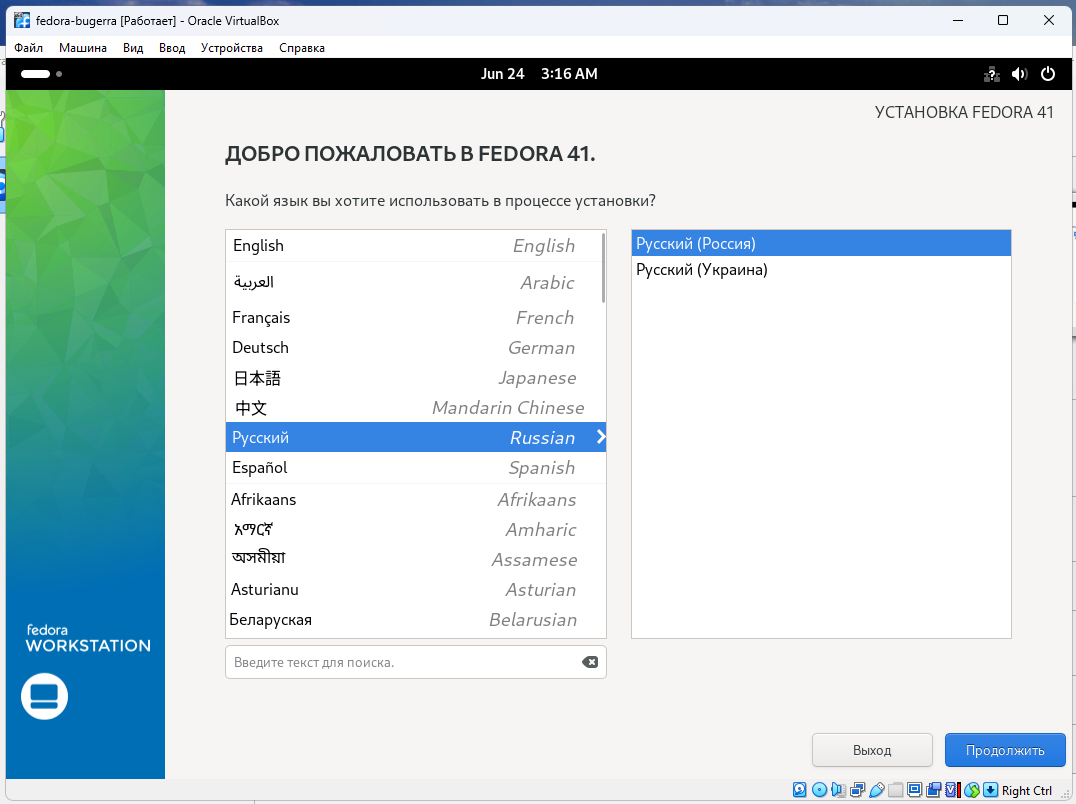 fedora-bugerra [Работает] - Oracle VirtualBox
Файл Машина Вид Ввод Устройства Справка
Jun 24 3:16 AM
УСТАНОВКА FEDORA 41
ДОБРО ПОЖАЛОВАТЬ В FEDORA 41.
Какой язык вы хотите использовать в процессе установки?
English English
العربية Arabic
Français French
Deutsch German
日本語 Japanese
中文 Mandarin Chinese
Русский Russian
Español Spanish
Afrikaans Afrikaans
አማርኛ Amharic
অসমীয়া Assamese
Asturianu Asturian
Беларуская Belarusian
Русский (Россия)
Русский (Украина)
Введите текст для поиска.
fedora
WORKSTATION
Выход Продолжить
Right Ctrl